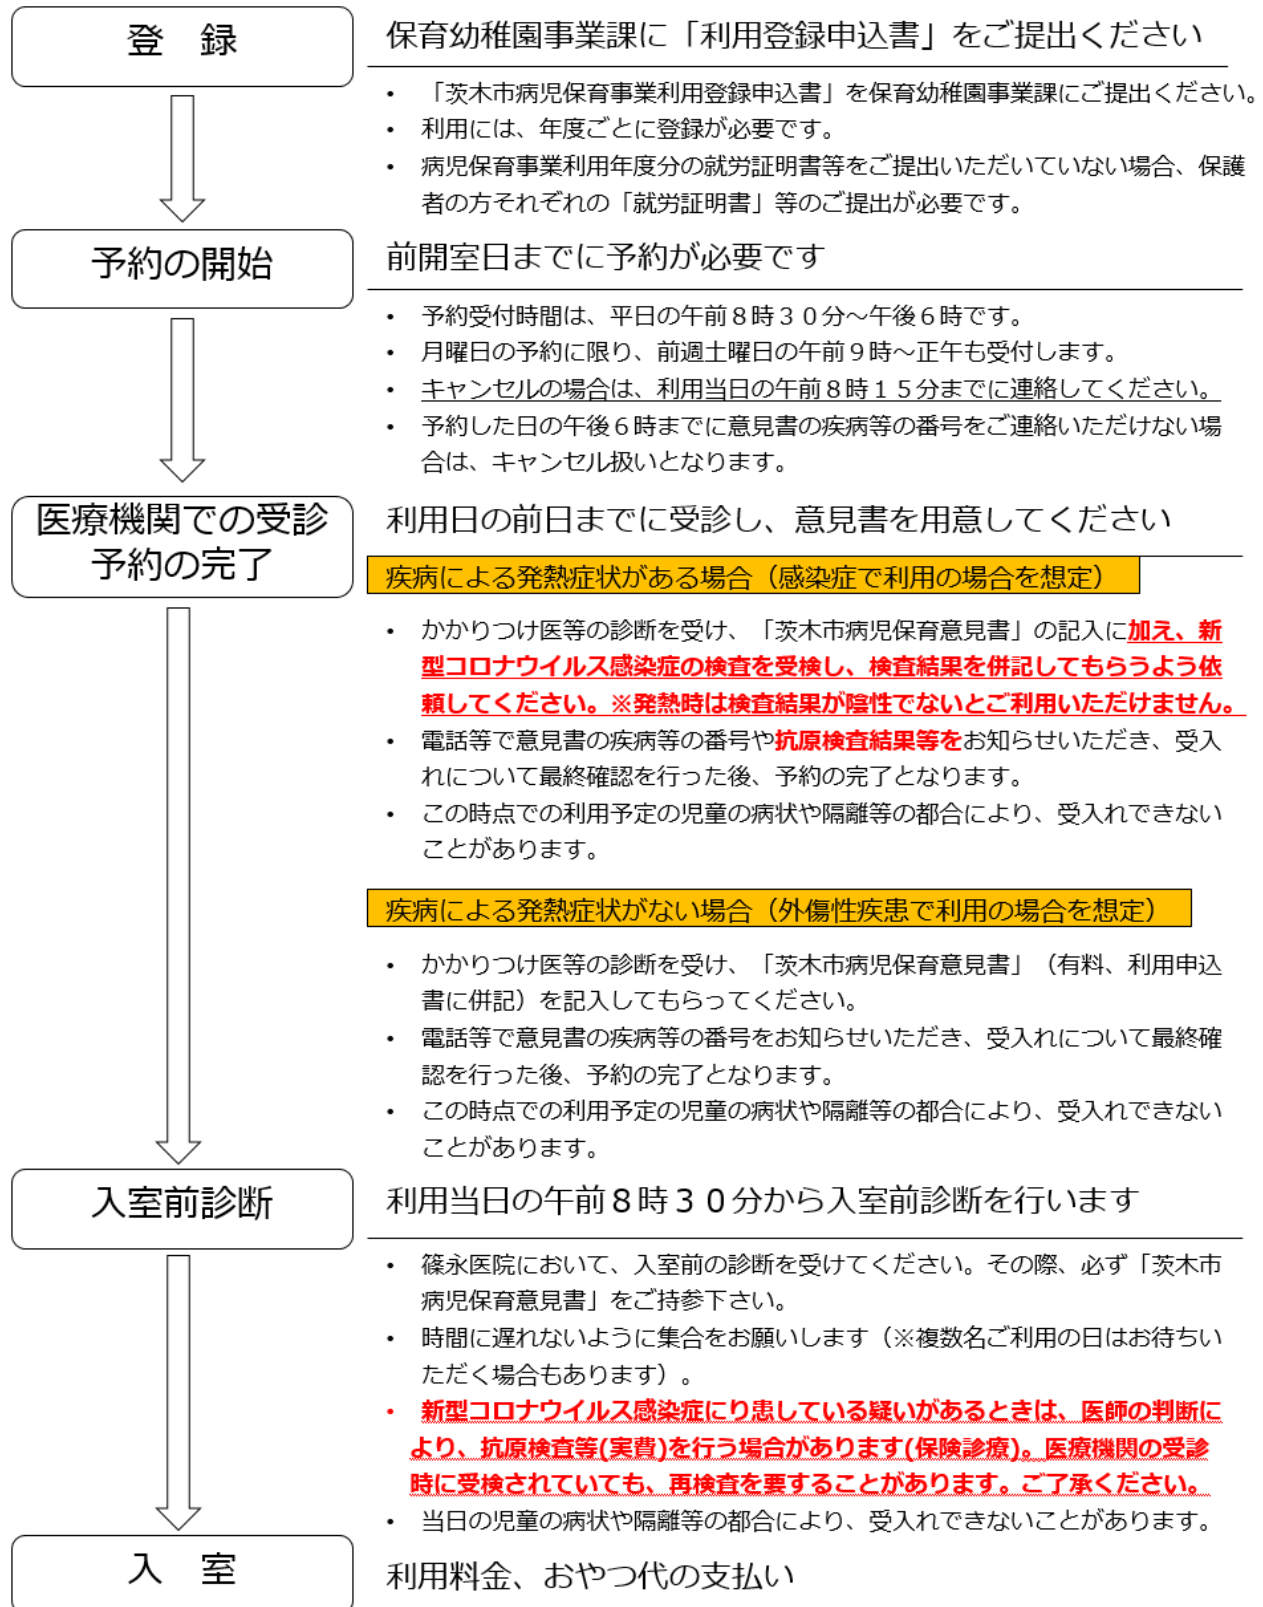 登　録
保育幼稚園事業課に「利用登録申込書」をご提出ください
・「茨木市病児保育事業利用登録申込書」を保育幼稚園事業課にご提出ください。
・利用には、年度ごとに登録が必要です。
・病児保育事業利用年度分の就労証明書等をご提出いただいていない場合、保護
者の方それぞれの「就労証明書」等のご提出が必要です。
予約の開始
前開室日までに予約が必要です
・予約受付時間は、平日の午前８時３０分～午後６時です。
・月曜日の予約に限り、前週土曜日の午前９時～正午も受付します。
・キャンセルの場合は、利用当日の午前８時１５分までに連絡してください。
・予約した日の午後６時までに意見書の疾病等の番号をご連絡いただけない場
合は、キャンセル扱いとなります。
医療機関での受診
予約の完了
利用日の前日までに受診し、意見書を用意してください
疾病による発熱症状がある場合（感染症で利用の場合を想定）
・かかりつけ医等の診断を受け、「茨木市病児保育意見書」の記入に加え、新
型コロナウイルス感染症の検査を受検し、検査結果を併記してもらうよう依
頼してください。※発熱時は検査結果が陰性でないとご利用いただけません。
・電話等で意見書の疾病等の番号や抗原検査結果等をお知らせいただき、受入
れについて最終確認を行った後、予約の完了となります。
・この時点での利用予定の児童の病状や隔離等の都合により、受入れできない
ことがあります。
疾病による発熱症状がない場合（外傷性疾患で利用の場合を想定）
・かかりつけ医等の診断を受け、「茨木市病児保育意見書」（有料、利用申込
書に併記）を記入してもらってください。
・電話等で意見書の疾病等の番号をお知らせいただき、受入れについて最終確
認を行った後、予約の完了となります。
・この時点での利用予定の児童の病状や隔離等の都合により、受入れできない
ことがあります。
入室前診断
利用当日の午前８時３０分から入室前診断を行います
・篠永医院において、入室前の診断を受けてください。その際、必ず「茨木市
病児保育意見書」をご持参下さい。
・時間に遅れないように集合をお願いします（※複数名ご利用の日はお待ちい
ただく場合もあります）。
・新型コロナウイルス感染症にり患している疑いがあるときは、医師の判断に
より、抗原検査等(実費)を行う場合があります(保険診療)。医療機関の受診
時に受検されていても、再検査を要することがあります。ご了承ください。
・当日の児童の病状や隔離等の都合により、受入れできないことがあります。
入　室
利用料金、おやつ代の支払い